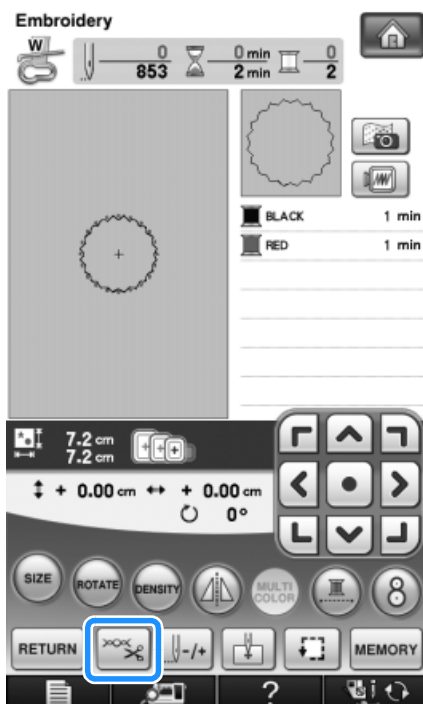 Embroidery
W
0
853
0 min
2 min
0
2
BLACK 1 min
RED 1 min
7.2 cm
7.2 cm
+ 0.00 cm + 0.00 cm
0°
SIZE ROTATE DENSITY MULTI COLOR 8
RETURN -/+ MEMORY
? i